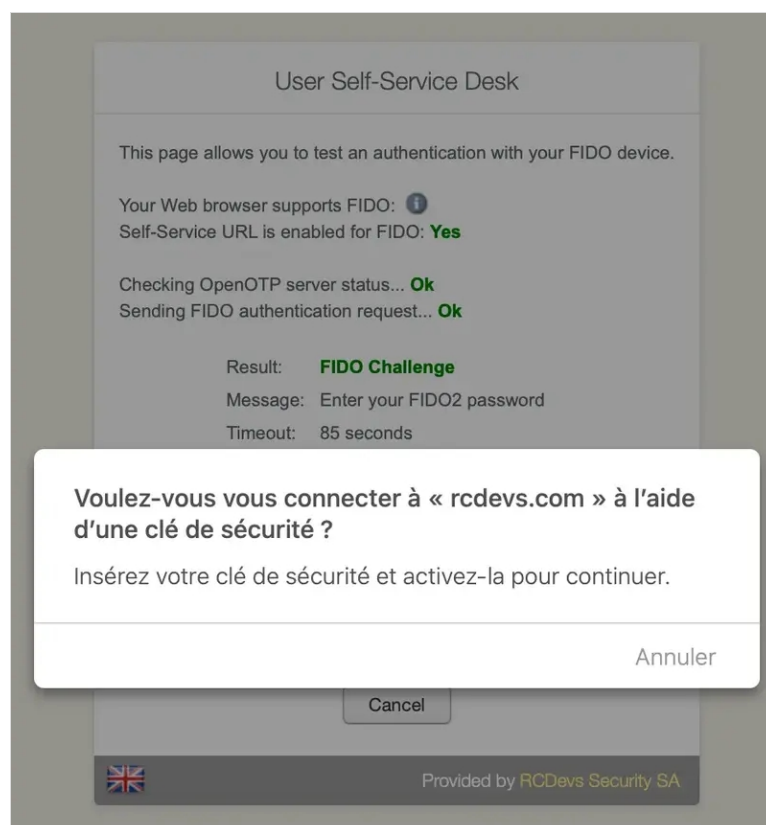 User Self-Service Desk
This page allows you to test an authentication with your FIDO device.
Your Web browser supports FIDO:
Self-Service URL is enabled for FIDO: Yes
Checking OpenOTP server status... Ok
Sending FIDO authentication request... Ok
Result: FIDO Challenge
Message: Enter your FIDO2 password
Timeout: 85 seconds
Voulez-vous vous connecter à « rcdevs.com » à l’aide
d’une clé de sécurité ?
Insérez votre clé de sécurité et activez-la pour continuer.
Annuler
Cancel
Provided by RCDevs Security SA